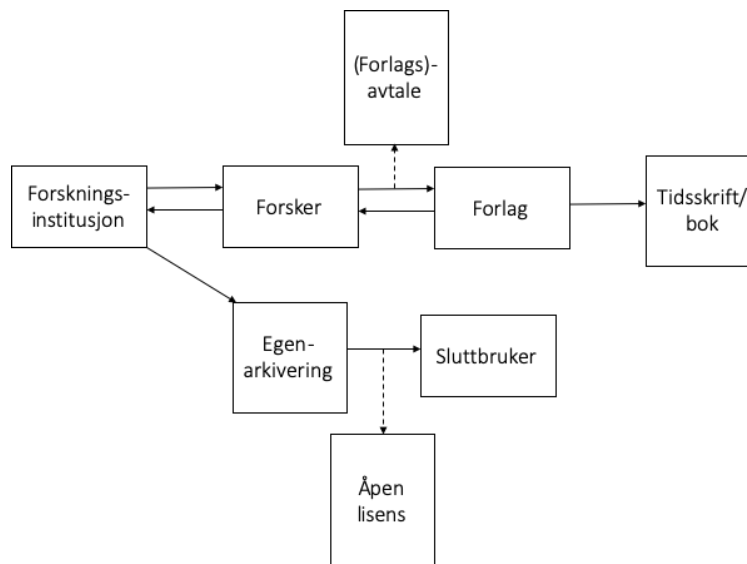 (Forlags)-
avtale
Forsknings-
institusjon
Forsker
Forlag
Tidsskrift/
bok
Egen-
arkivering
Sluttbruker
Åpen
lisens